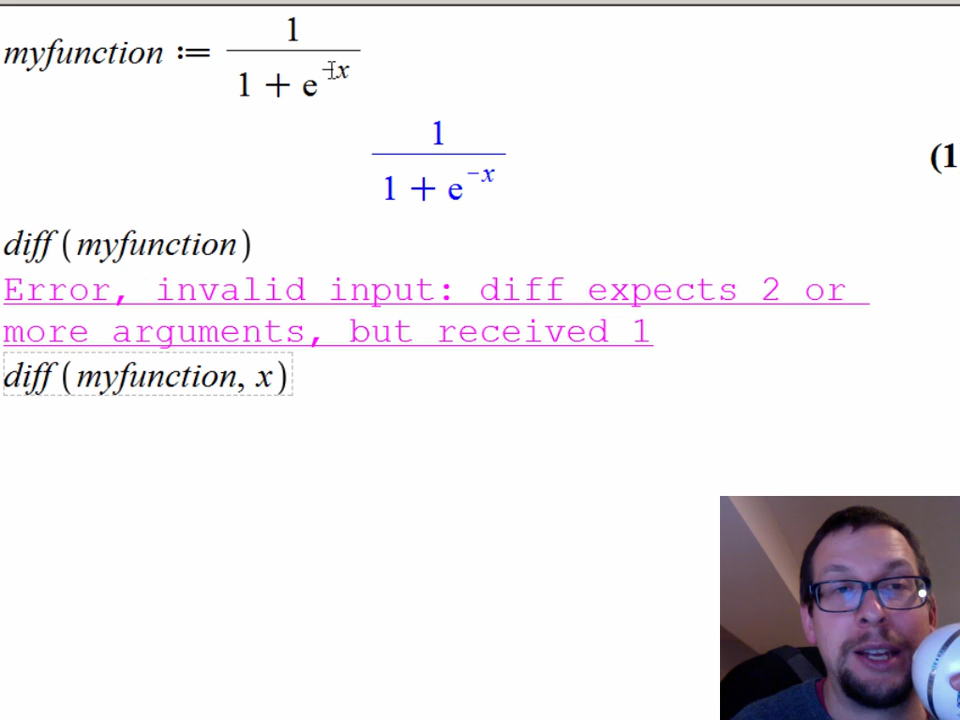 myfunction := 1/(1 + e^-x)
1/(1 + e^-x)
(1
diff (myfunction)
Error, invalid input: diff expects 2 or
more arguments, but received 1
diff (myfunction, x)